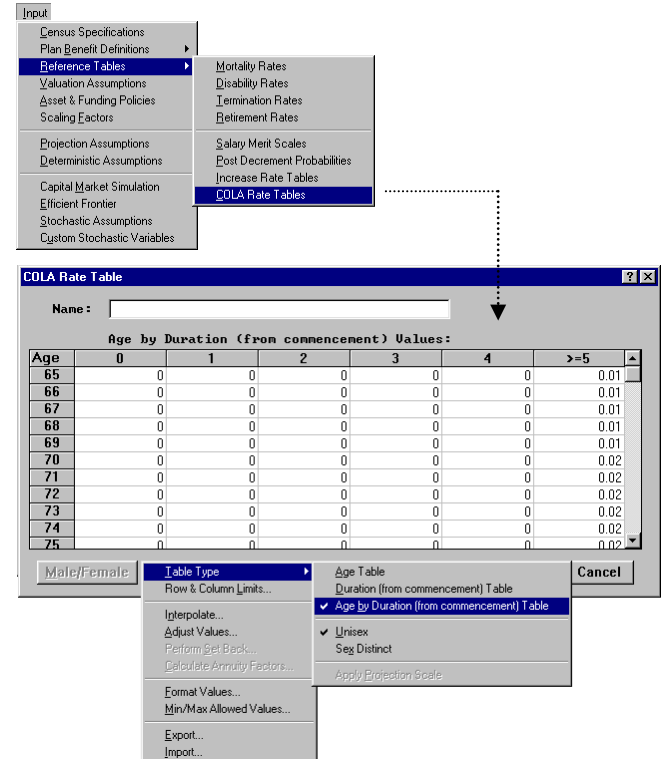 Input
Census Specifications
Plan Benefit Definitions
Reference Tables
Valuation Assumptions
Asset & Funding Policies
Scaling Factors
Projection Assumptions
Deterministic Assumptions
Capital Market Simulation
Efficient Frontier
Stochastic Assumptions
Custom Stochastic Variables
Mortality Rates
Disability Rates
Termination Rates
Retirement Rates
Salary Merit Scales
Post Decrement Probabilities
Increase Rate Tables
COLA Rate Tables
COLA Rate Table
Name:
Age by Duration (from commencement) Values:
Age 0 1 2 3 4 >=5
65 0 0 0 0 0 0.01
66 0 0 0 0 0 0.01
67 0 0 0 0 0 0.01
68 0 0 0 0 0 0.01
69 0 0 0 0 0 0.01
70 0 0 0 0 0 0.02
71 0 0 0 0 0 0.02
72 0 0 0 0 0 0.02
73 0 0 0 0 0 0.02
74 0 0 0 0 0 0.02
75 0 0 0 0 0 0.02
Male/Female
Cancel
Table Type
Row & Column Limits...
Interpolate...
Adjust Values...
Perform Set Back...
Calculate Annuity Factors...
Format Values...
Min/Max Allowed Values...
Export...
Import...
Age Table
Duration (from commencement) Table
Age by Duration (from commencement) Table
Unisex
Sex Distinct
Apply Projection Scale